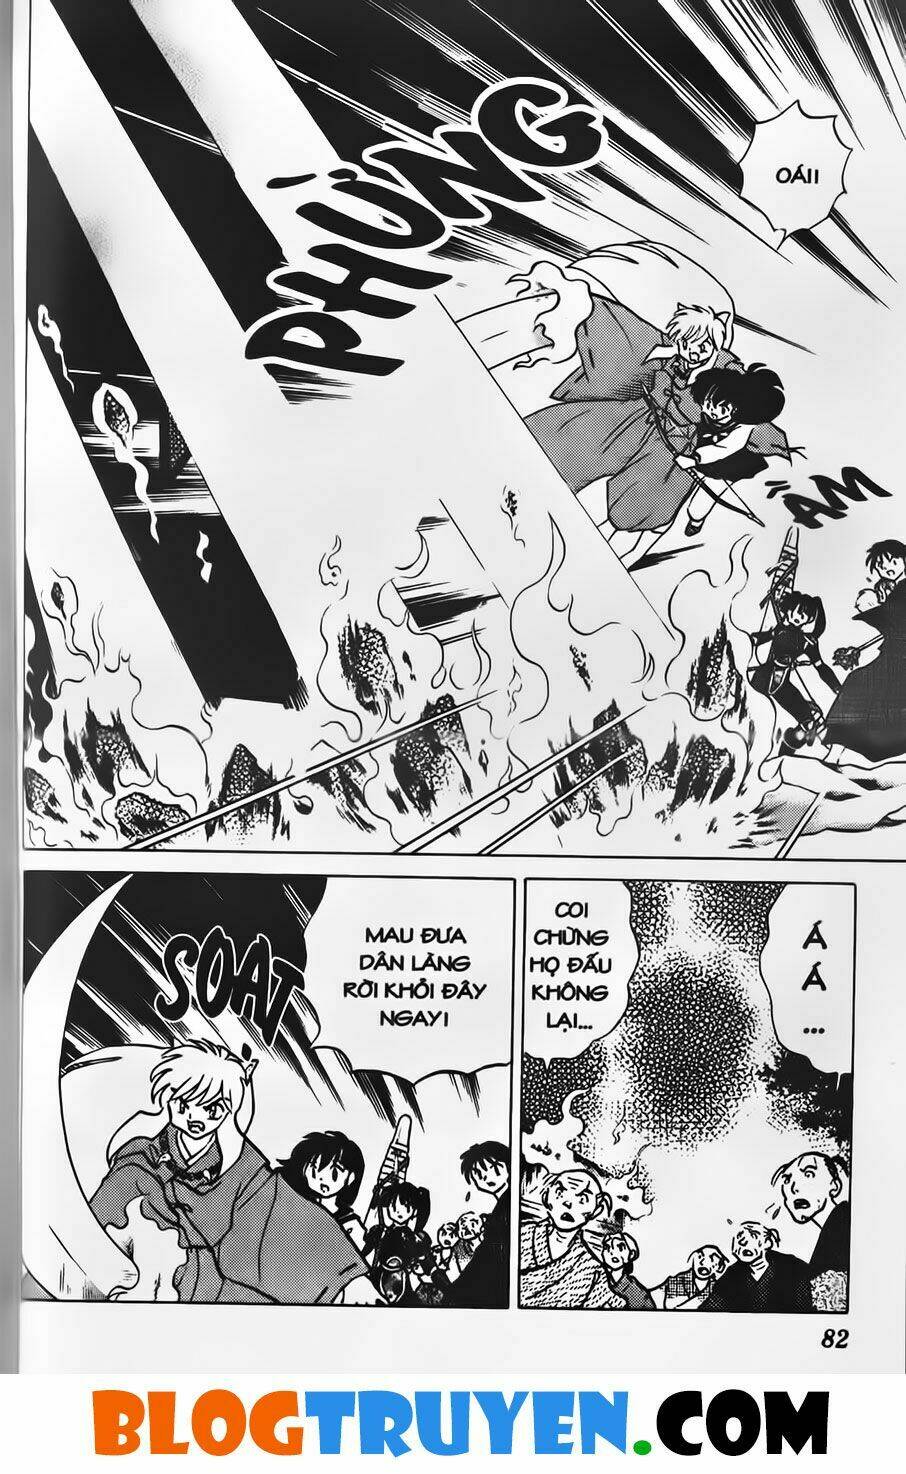 PHỪNG
OÁ!!
ẦM
SOẠT
MAU ĐƯA
DÂN LÀNG
RỜI KHỎI ĐÂY
NGAY!
COI
CHỪNG
HỌ ĐẤU
KHÔNG
LẠI...
Á
Á
...
82
BLOGTRUYEN.COM